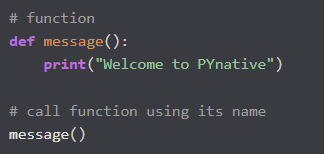 # function
def message():
    print("Welcome to PYnative")

# call function using its name
message()